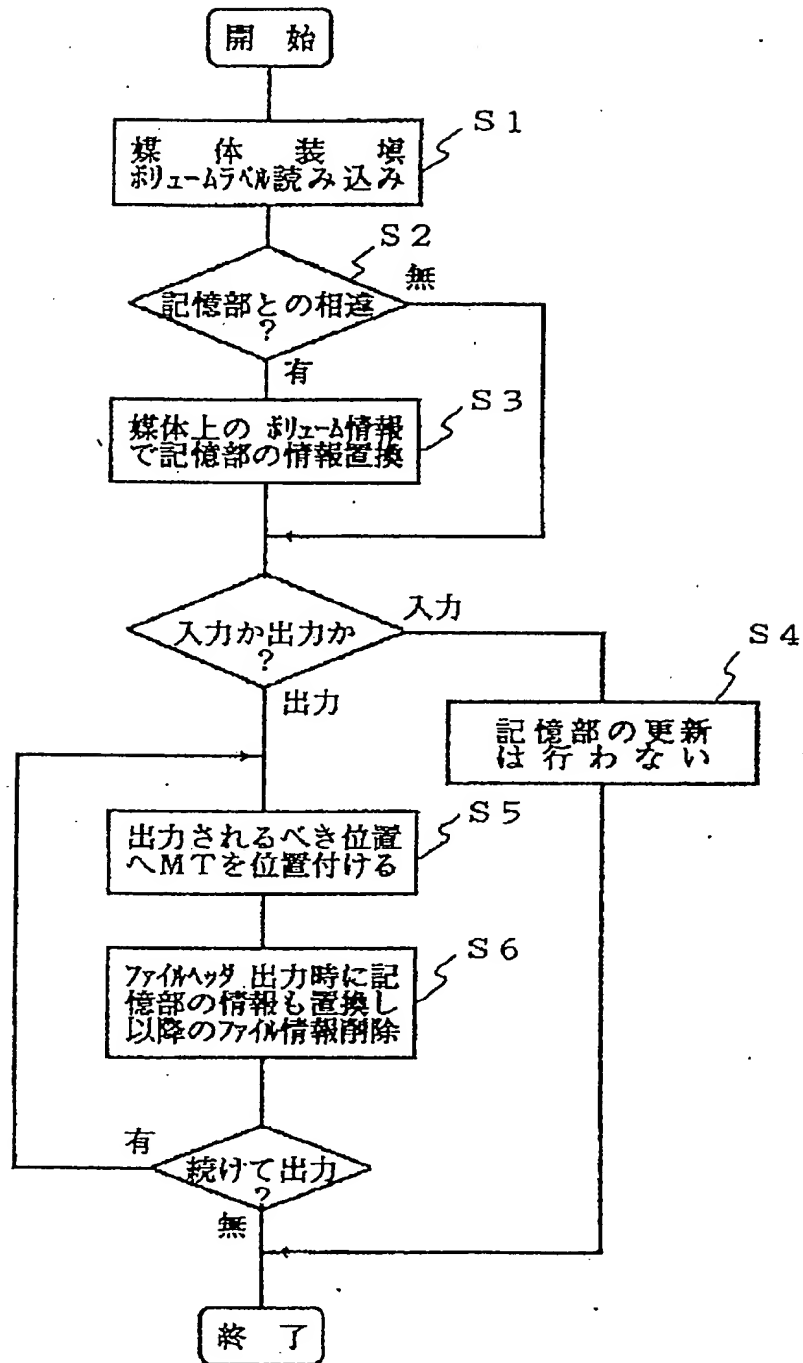 開 始
媒 体 装 填
ボリュームラベル読み込み
S1
S2
無
記憶部との相違
?
有
媒体上の ボリューム情報
で記憶部の情報置換
S3
入力か出力か
?
入力
出力
S4
記憶部の更新
は行わない
出力されるべき位置
へMTを位置付ける
S5
ファイルヘッダ 出力時に記
憶部の情報も置換し
以降のファイル情報削除
S6
有
続けて出力
?
無
終 了